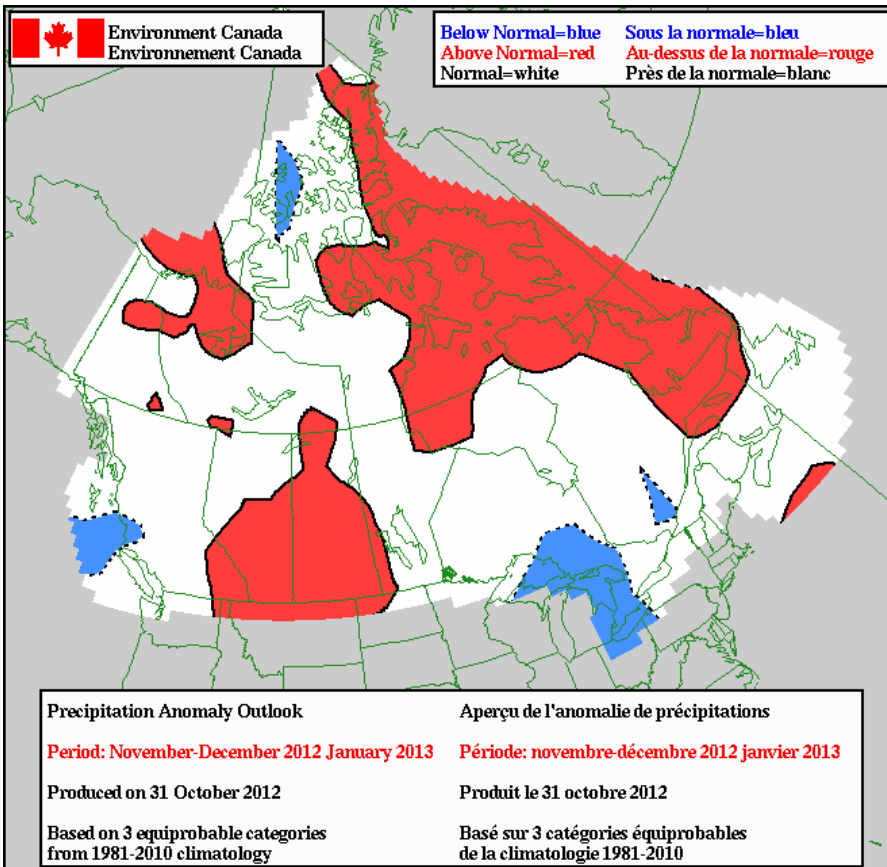 Environment Canada
Environnement Canada
Below Normal=blue Sous la normale=bleu
Above Normal=red Au-dessus de la normale=rouge
Normal=white Près de la normale=blanc
Precipitation Anomaly Outlook
Period: November-December 2012 January 2013
Produced on 31 October 2012
Based on 3 equiprobable categories
from 1981-2010 climatology
Aperçu de l'anomalie de précipitations
Période: novembre-décembre 2012 janvier 2013
Produit le 31 octobre 2012
Basé sur 3 catégories équiprobables
de la climatologie 1981-2010